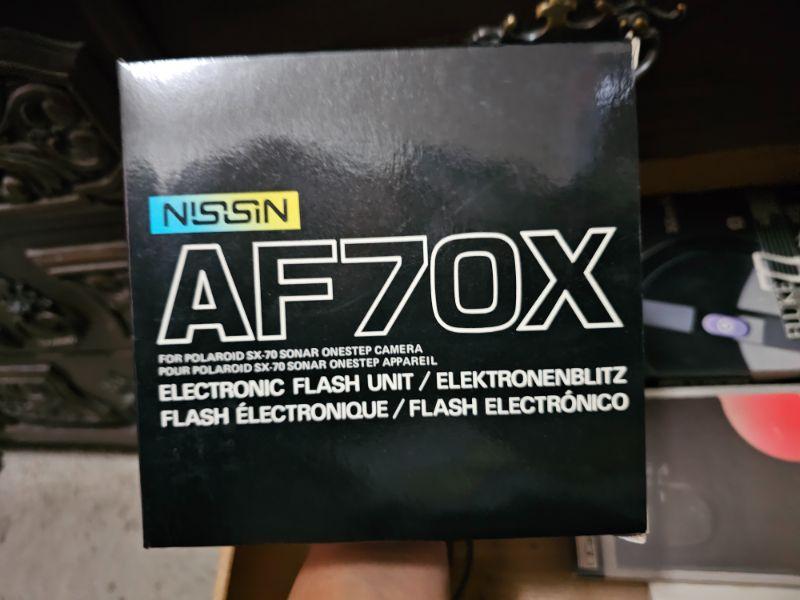 NISSIN
AF70X
FOR POLAROID SX-70 SONAR ONESTEP CAMERA
POUR POLAROID SX-70 SONAR ONESTEP APPAREIL
ELECTRONIC FLASH UNIT / ELEKTRONENBLITZ
FLASH ÉLECTRONIQUE / FLASH ELECTRÓNICO